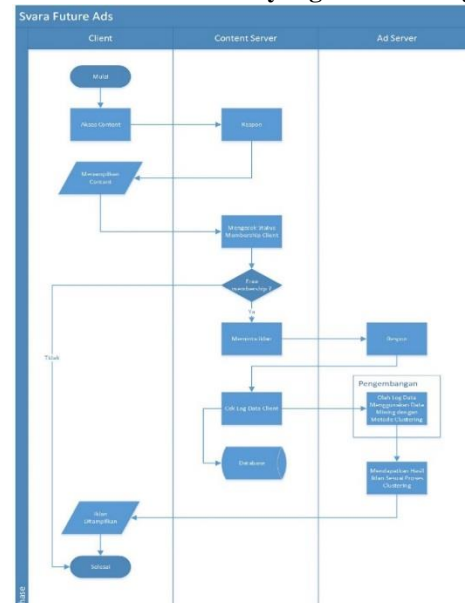 Svara Future Ads
Client
Content Server
Ad Server
Mulai
Akses Content
Respon
Menampilkan
Content
Mengecek Status
Membership Client
Free
membership ?
Ya
Tidak
Meminta Iklan
Respon
Pengembangan
Cek Log Data Client
Olah Log Data
Menggunakan Data
Mining dengan
Metode Clustering
Database
Mendapatkan Hasil
Iklan Sesuai Proses
Clustering
Iklan
Ditampilkan
Selesai